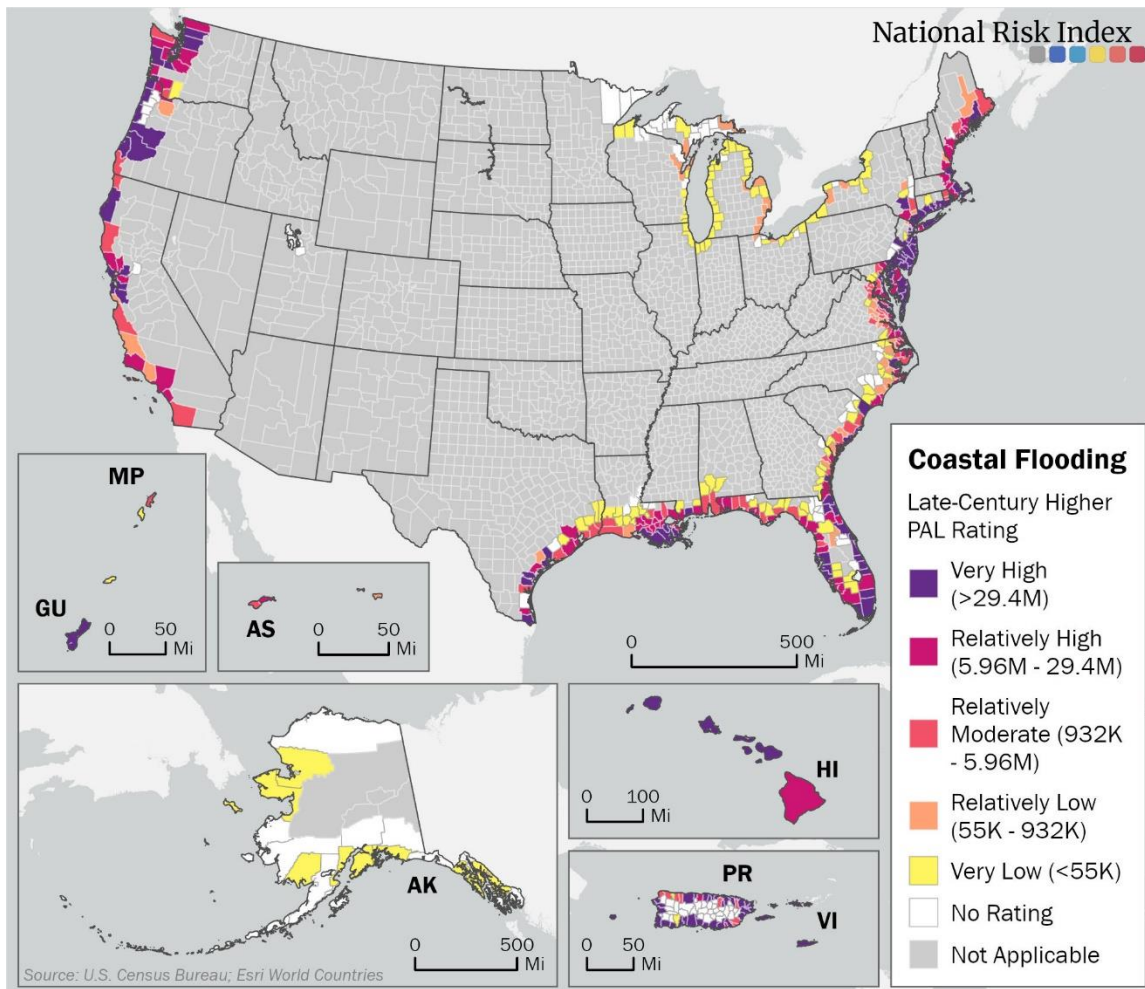 National Risk Index
MP
GU
0 50
Mi
AS
0 50
Mi
0 500
Mi
Coastal Flooding
Late-Century Higher
PAL Rating
Very High
(>29.4M)
Relatively High
(5.96M - 29.4M)
Relatively
Moderate (932K
- 5.96M)
Relatively Low
(55K - 932K)
Very Low (<55K)
No Rating
Not Applicable
AK
0 500
Mi
Source: U.S. Census Bureau; Esri World Countries
HI
0 100
Mi
PR
VI
0 50
Mi